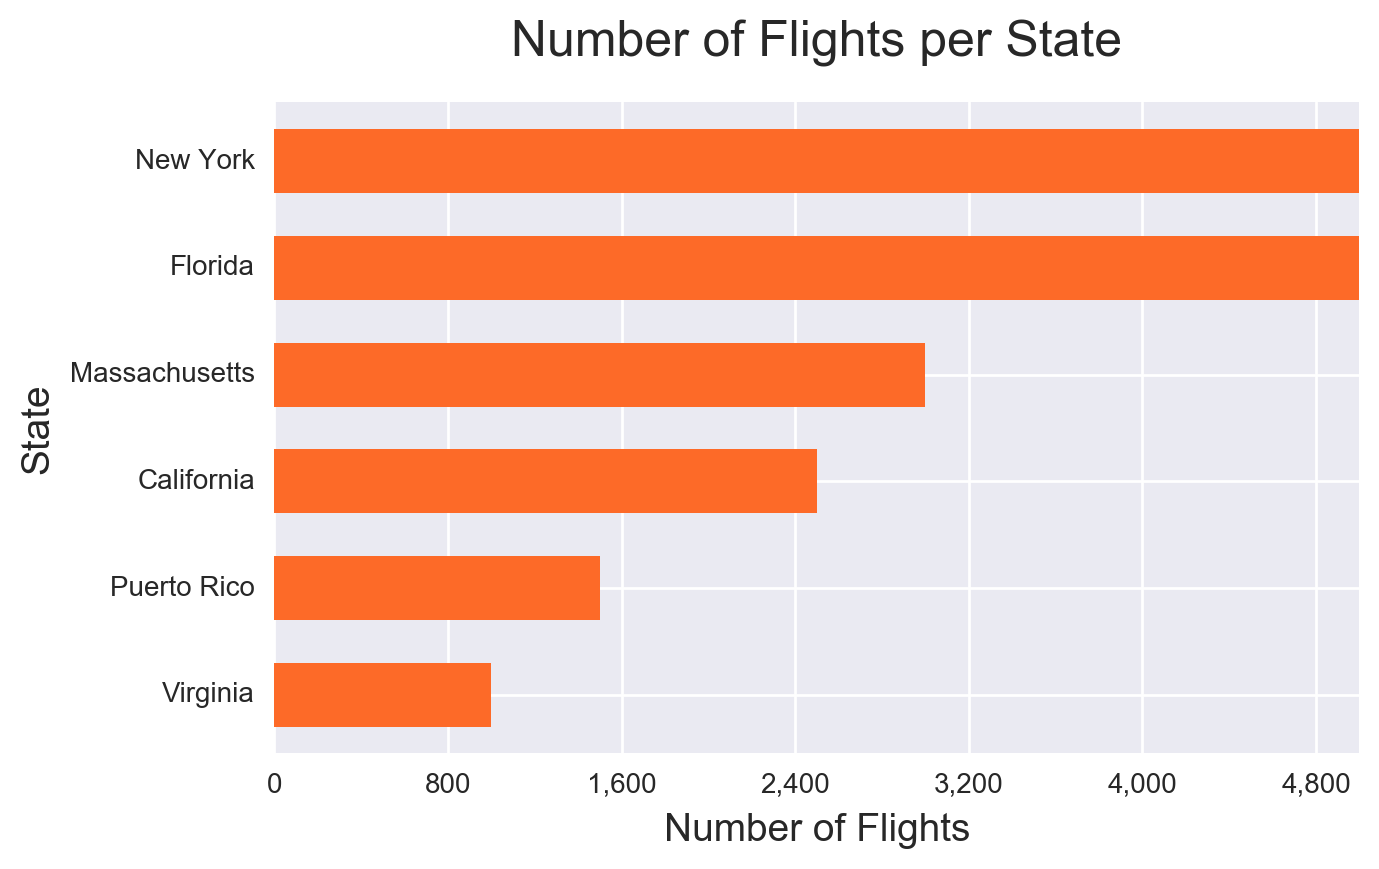 Number of Flights per State
New York
Florida
Massachusetts
California
Puerto Rico
Virginia
State
0 800 1,600 2,400 3,200 4,000 4,800
Number of Flights